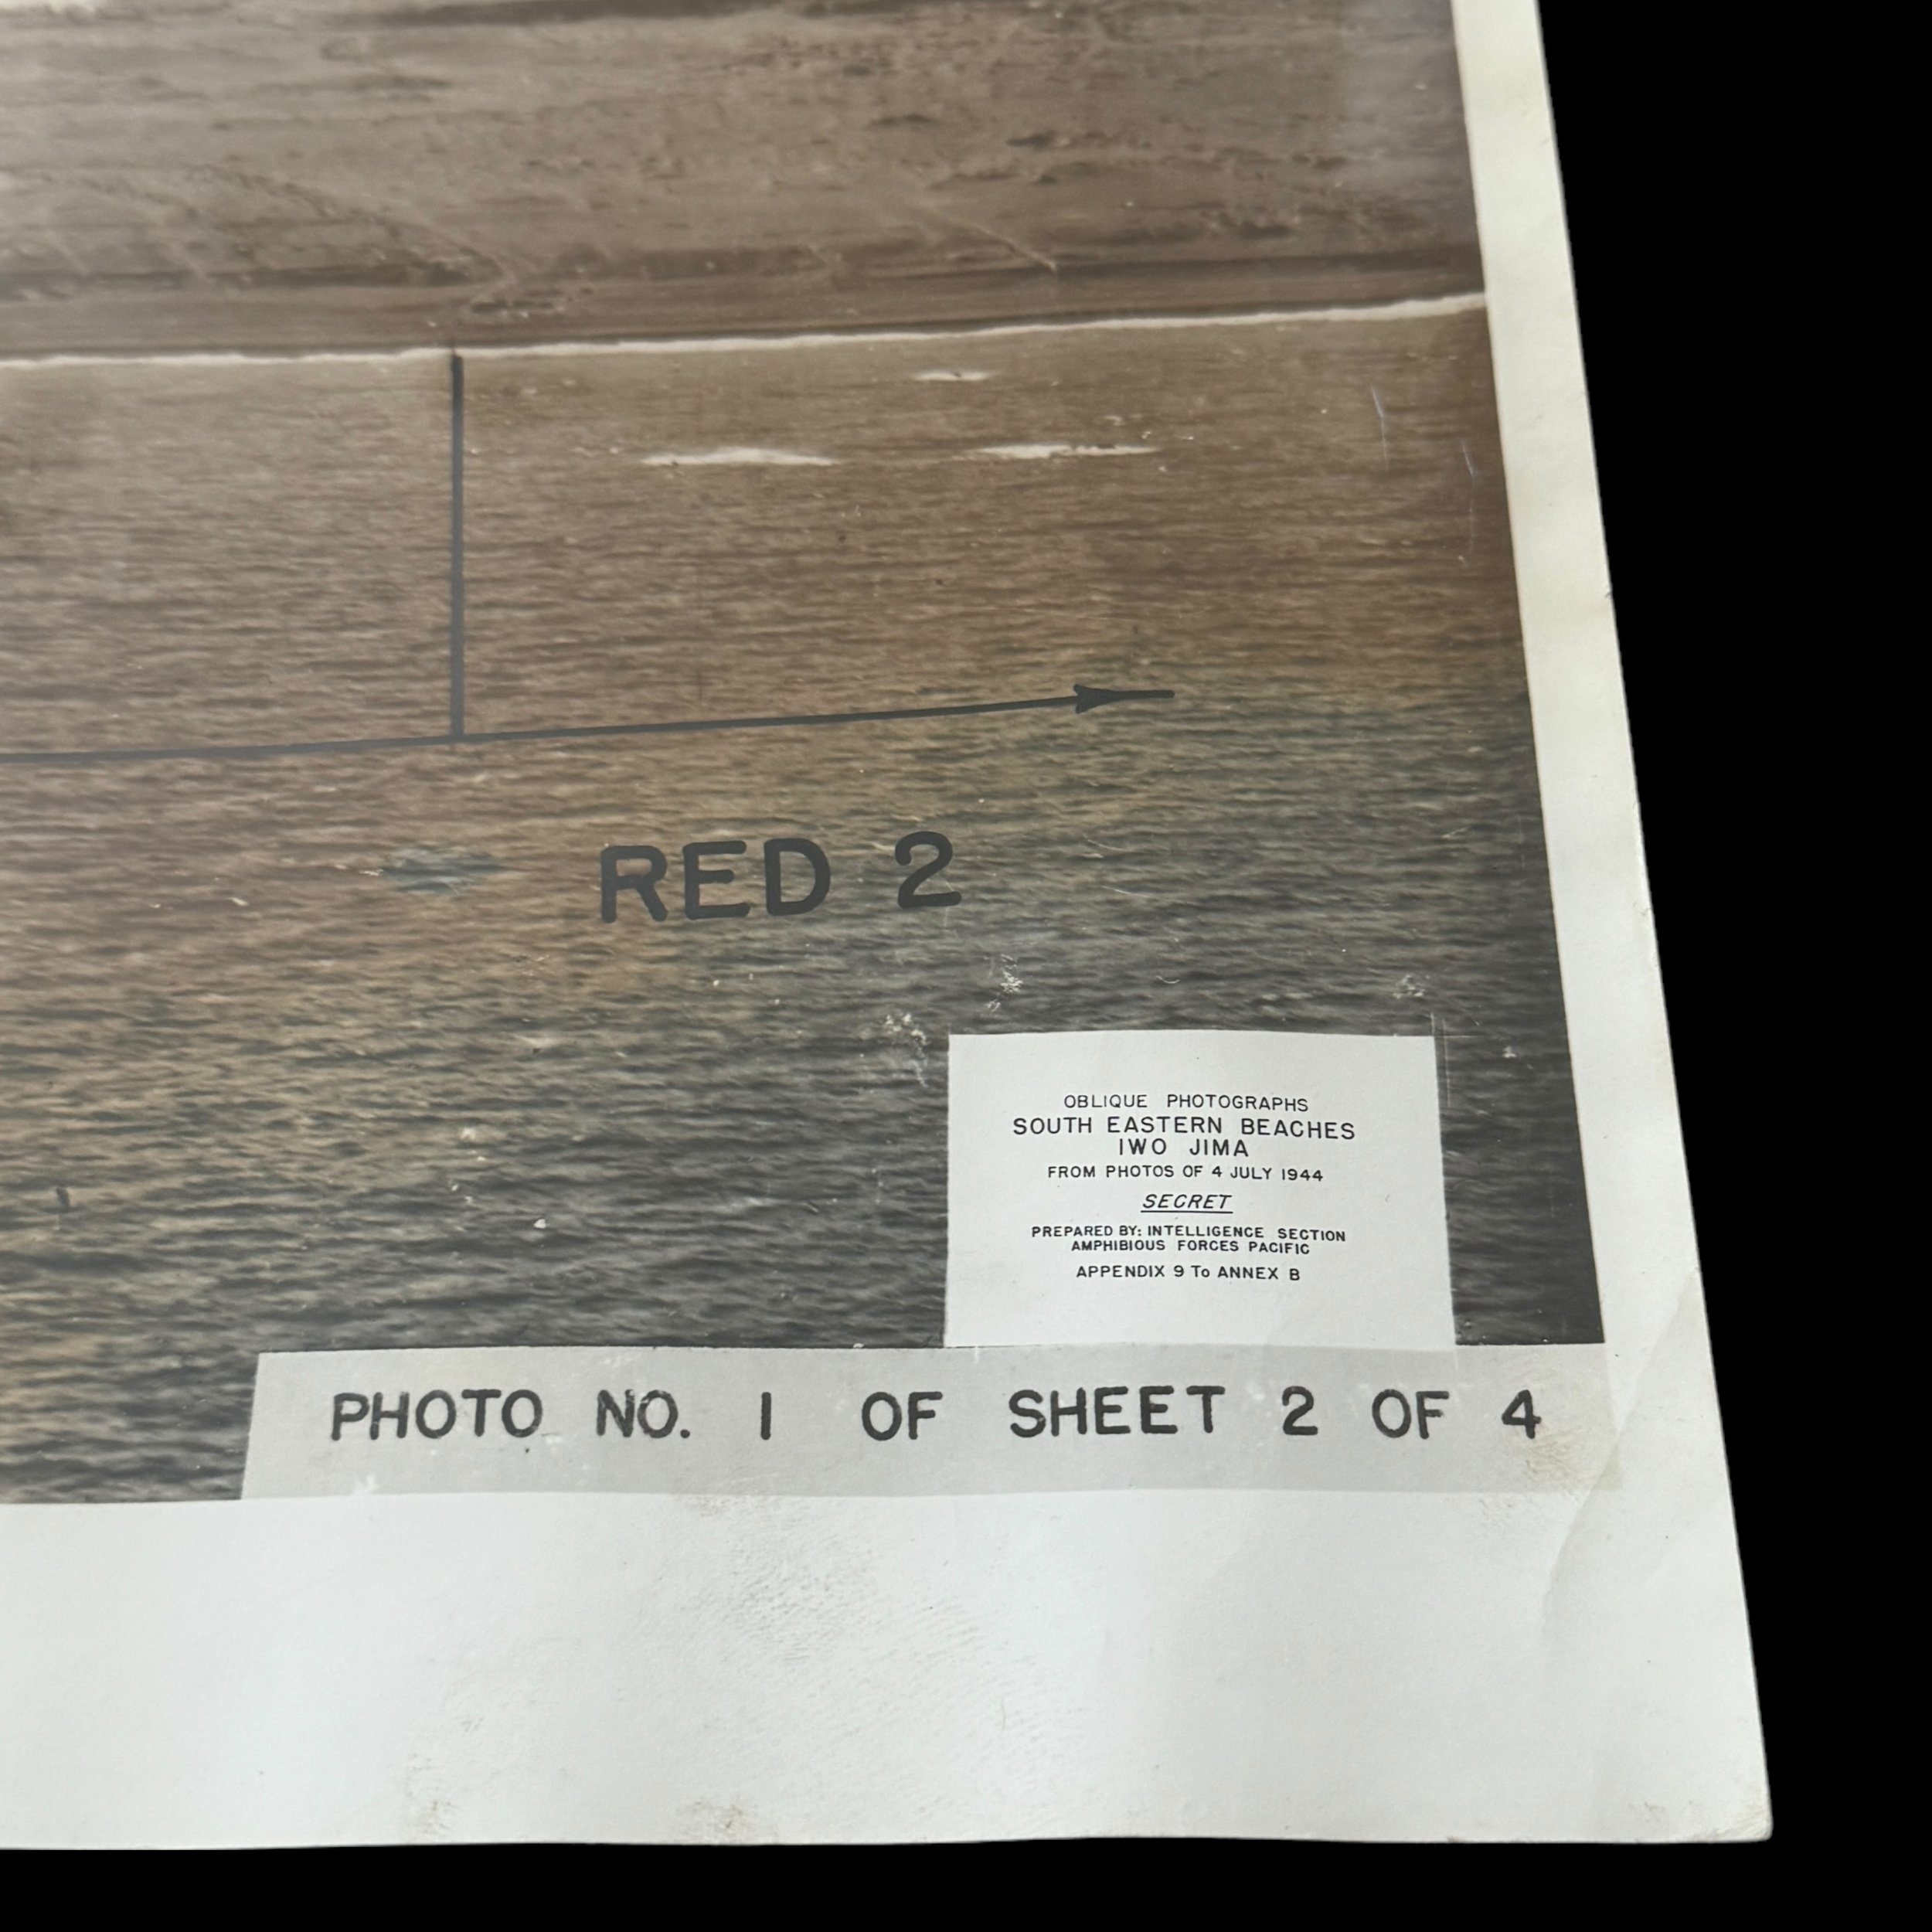 RED 2
OBLIQUE PHOTOGRAPHS
SOUTH EASTERN BEACHES
IWO JIMA
FROM PHOTOS OF 4 JULY 1944
SECRET
PREPARED BY: INTELLIGENCE SECTION
AMPHIBIOUS FORCES PACIFIC
APPENDIX 9 To ANNEX B
PHOTO NO. 1 OF SHEET 2 OF 4